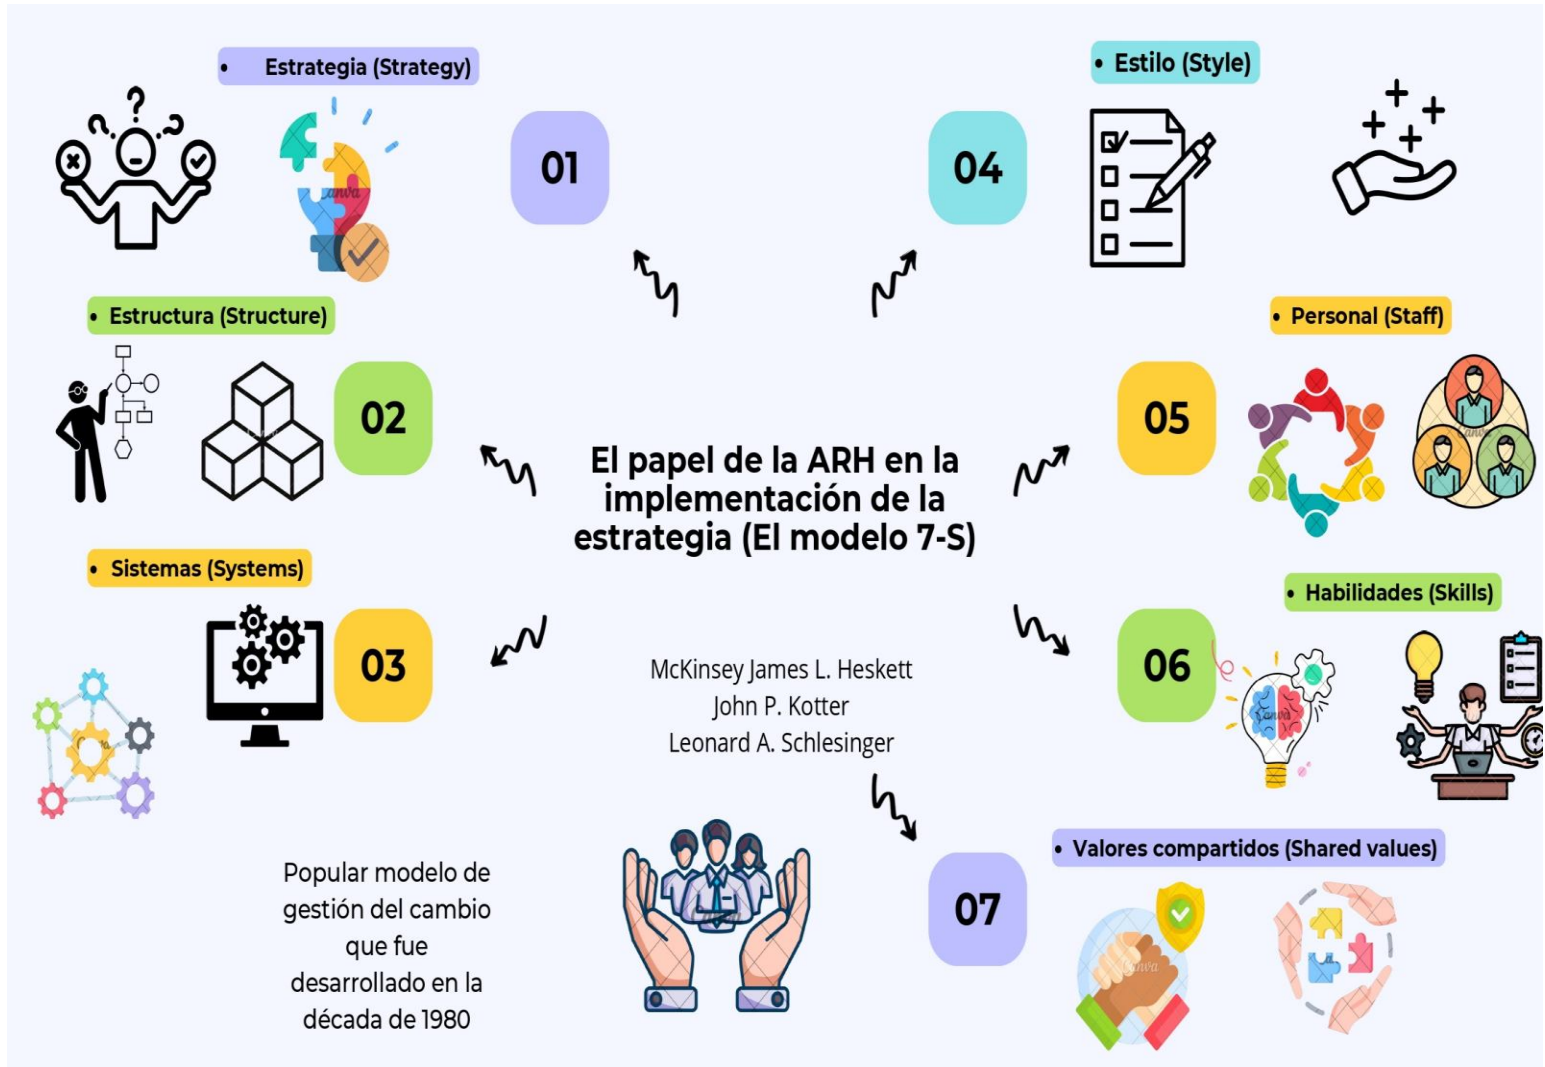 • Estrategia (Strategy)
01
• Estructura (Structure)
02
• Sistemas (Systems)
03
El papel de la ARH en la
implementación de la
estrategia (El modelo 7-S)
McKinsey James L. Heskett
John P. Kotter
Leonard A. Schlesinger
Popular modelo de
gestión del cambio
que fue
desarrollado en la
década de 1980
• Estilo (Style)
04
• Personal (Staff)
05
• Habilidades (Skills)
06
• Valores compartidos (Shared values)
07